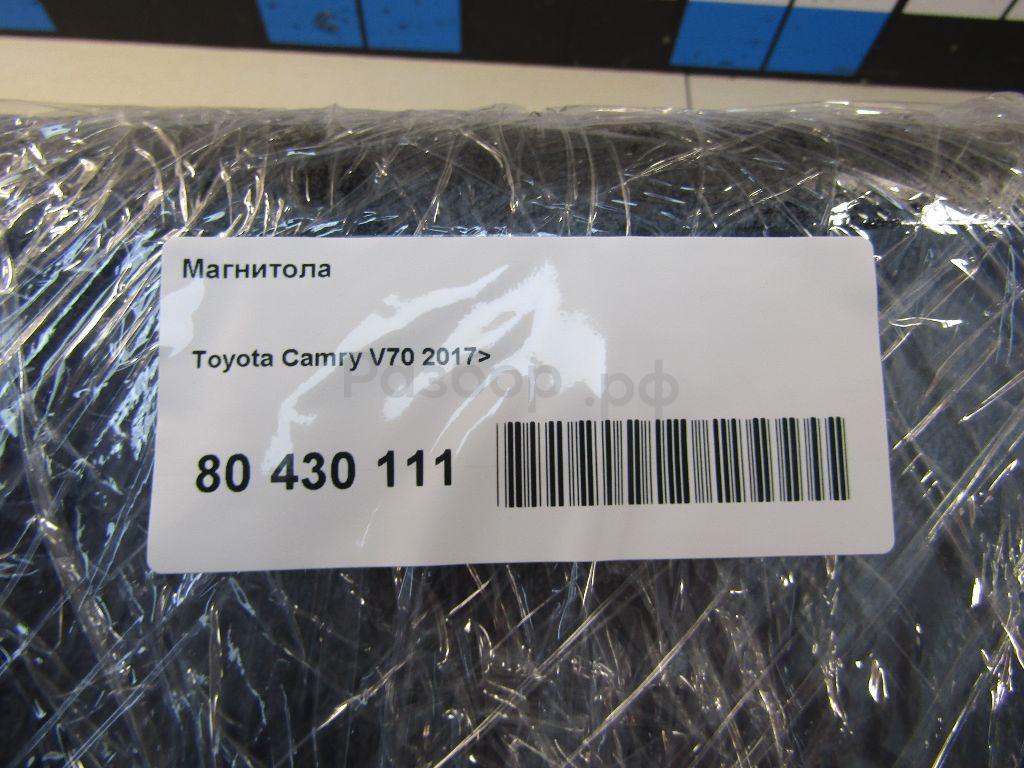 Магнитола
Toyota Camry V70 2017>
Разбор.рф
80 430 111